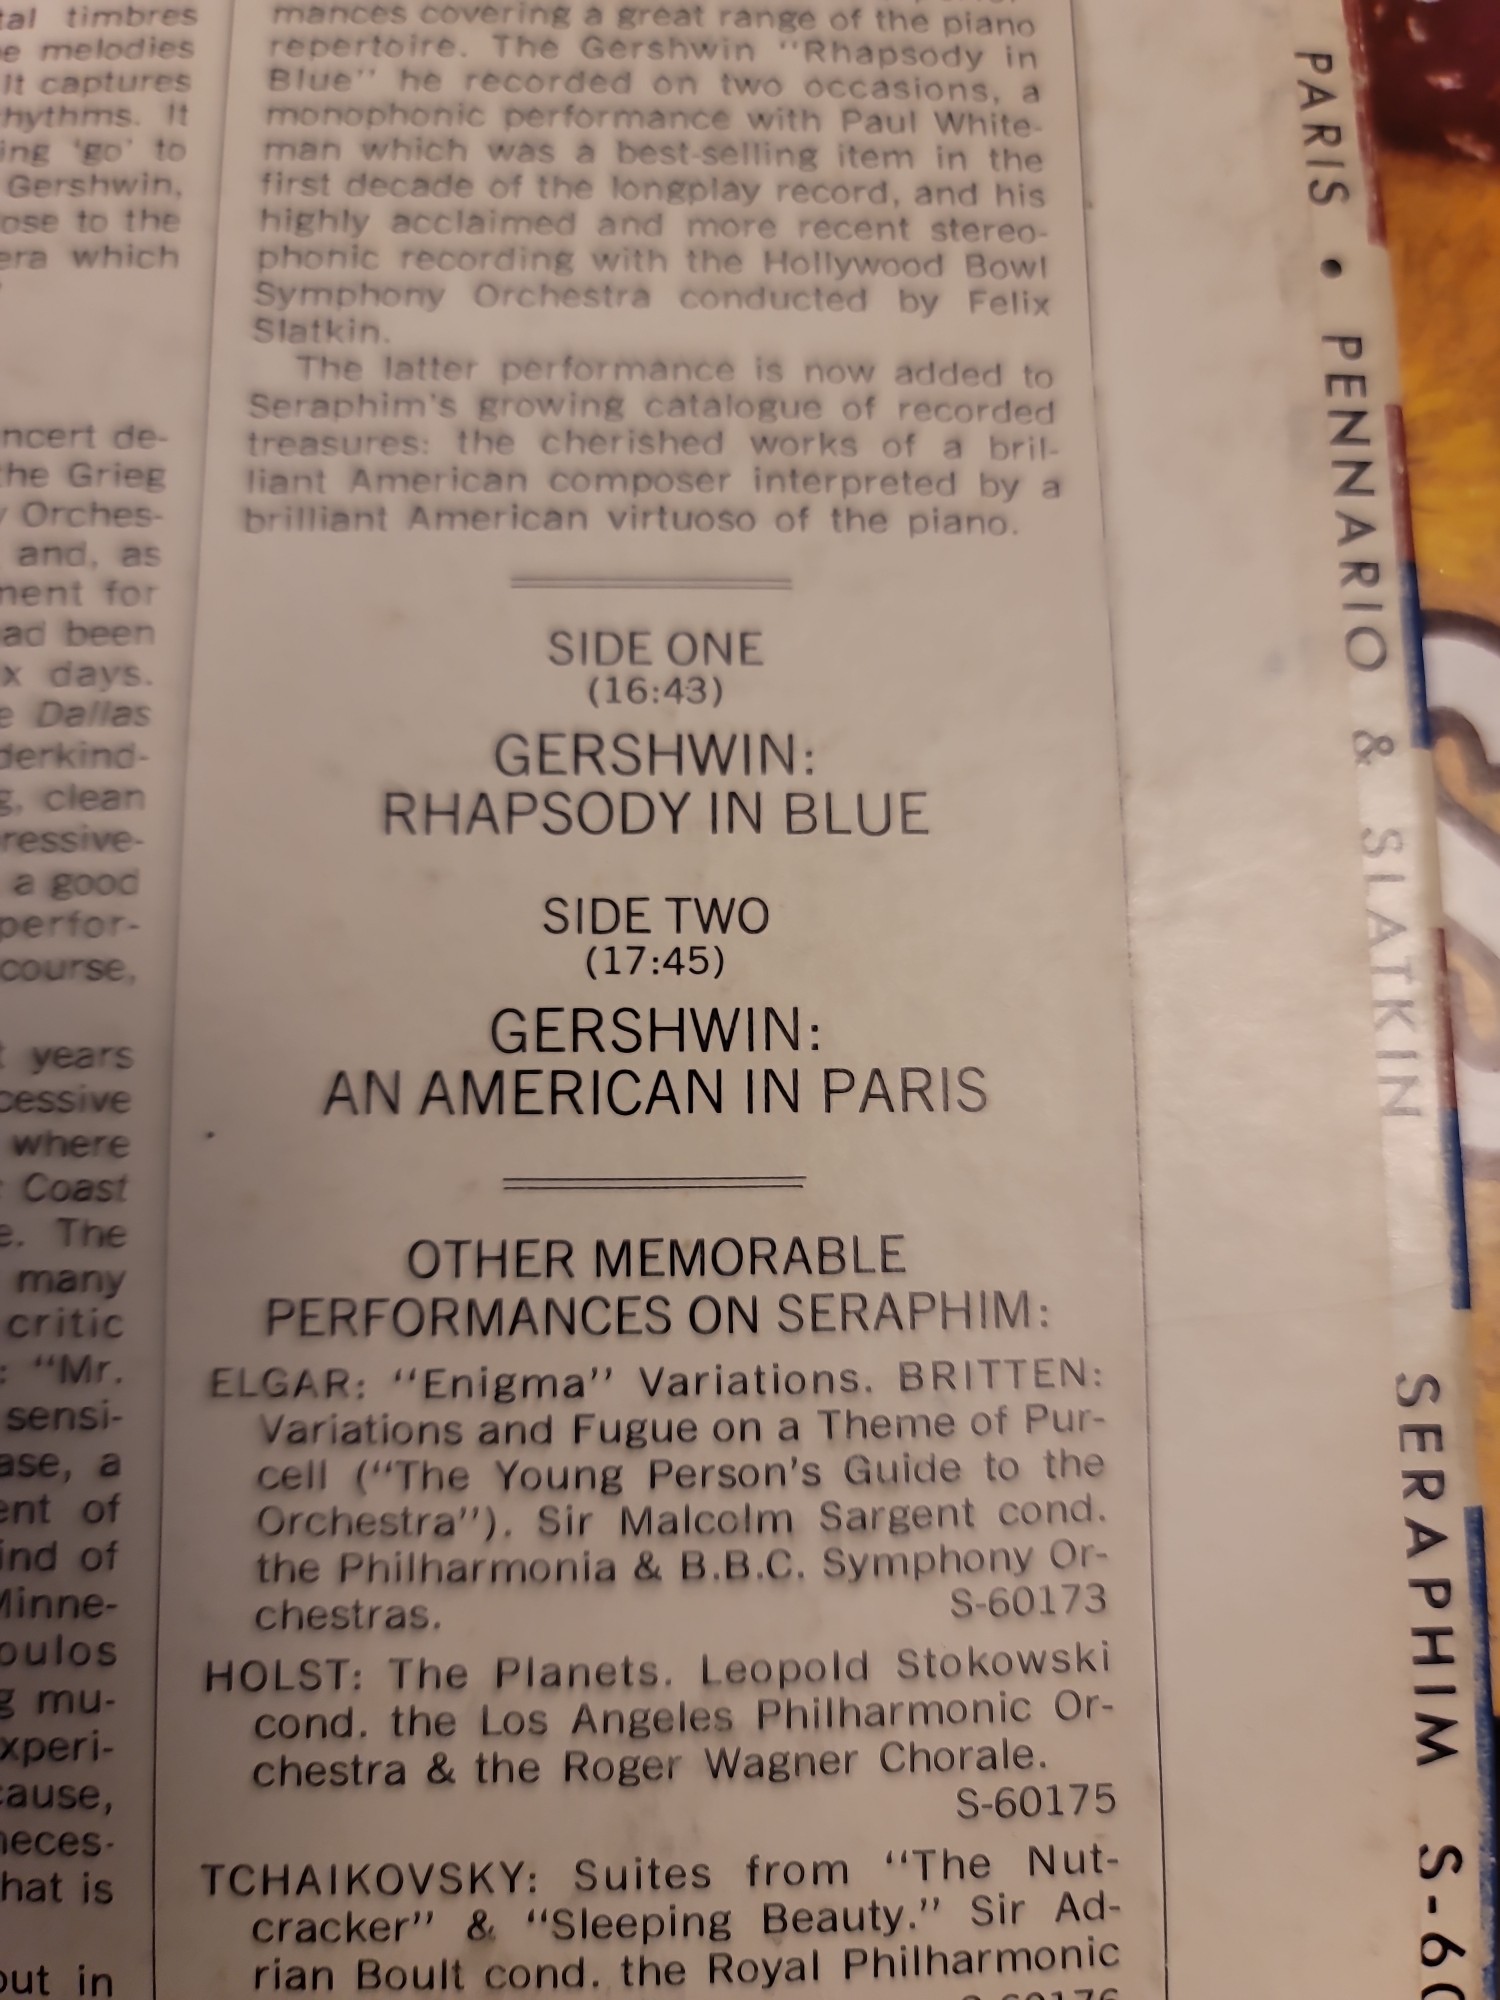 tal timbres
melodies
It captures
hythms. It
ing 'go' to
Gershwin,
ose to the
era which
ncert de-
the Grieg
Orches-
and, as
ment for
ad been
x days.
Dallas
derkind-
clean
ressive-
a good
perfor-
course,
years
cessive
where
Coast
The
many
critic
: "Mr.
sensi-
ase, a
ent of
ind of
Minne-
oulos
mu-
xperi-
cause,
neces-
hat is
out in
mances covering a great range of the piano
repertoire. The Gershwin "Rhapsody in
Blue" he recorded on two occasions, a
monophonic performance with Paul White-
man which was a best-selling item in the
first decade of the longplay record, and his
highly acclaimed and more recent stereo-
phonic recording with the Hollywood Bowl
Symphony Orchestra conducted by Felix
Slatkin.
The latter performance is now added to
Seraphim's growing catalogue of recorded
treasures: the cherished works of a bril-
liant American composer interpreted by a
brilliant American virtuoso of the piano.
SIDE ONE
(16:43)
GERSHWIN:
RHAPSODY IN BLUE
SIDE TWO
(17:45)
GERSHWIN:
AN AMERICAN IN PARIS
OTHER MEMORABLE
PERFORMANCES ON SERAPHIM:
ELGAR: "Enigma" Variations. BRITTEN:
Variations and Fugue on a Theme of Pur-
cell ("The Young Person's Guide to the
Orchestra"). Sir Malcolm Sargent cond.
the Philharmonia & B.B.C. Symphony Or-
chestras. S-60173
HOLST: The Planets. Leopold Stokowski
cond. the Los Angeles Philharmonic Or-
chestra & the Roger Wagner Chorale.
S-60175
TCHAIKOVSKY: Suites from "The Nut-
cracker" & "Sleeping Beauty." Sir Ad-
rian Boult cond. the Royal Philharmonic
PARIS • PENNARIO & SLATKIN SERAPHIM S-60